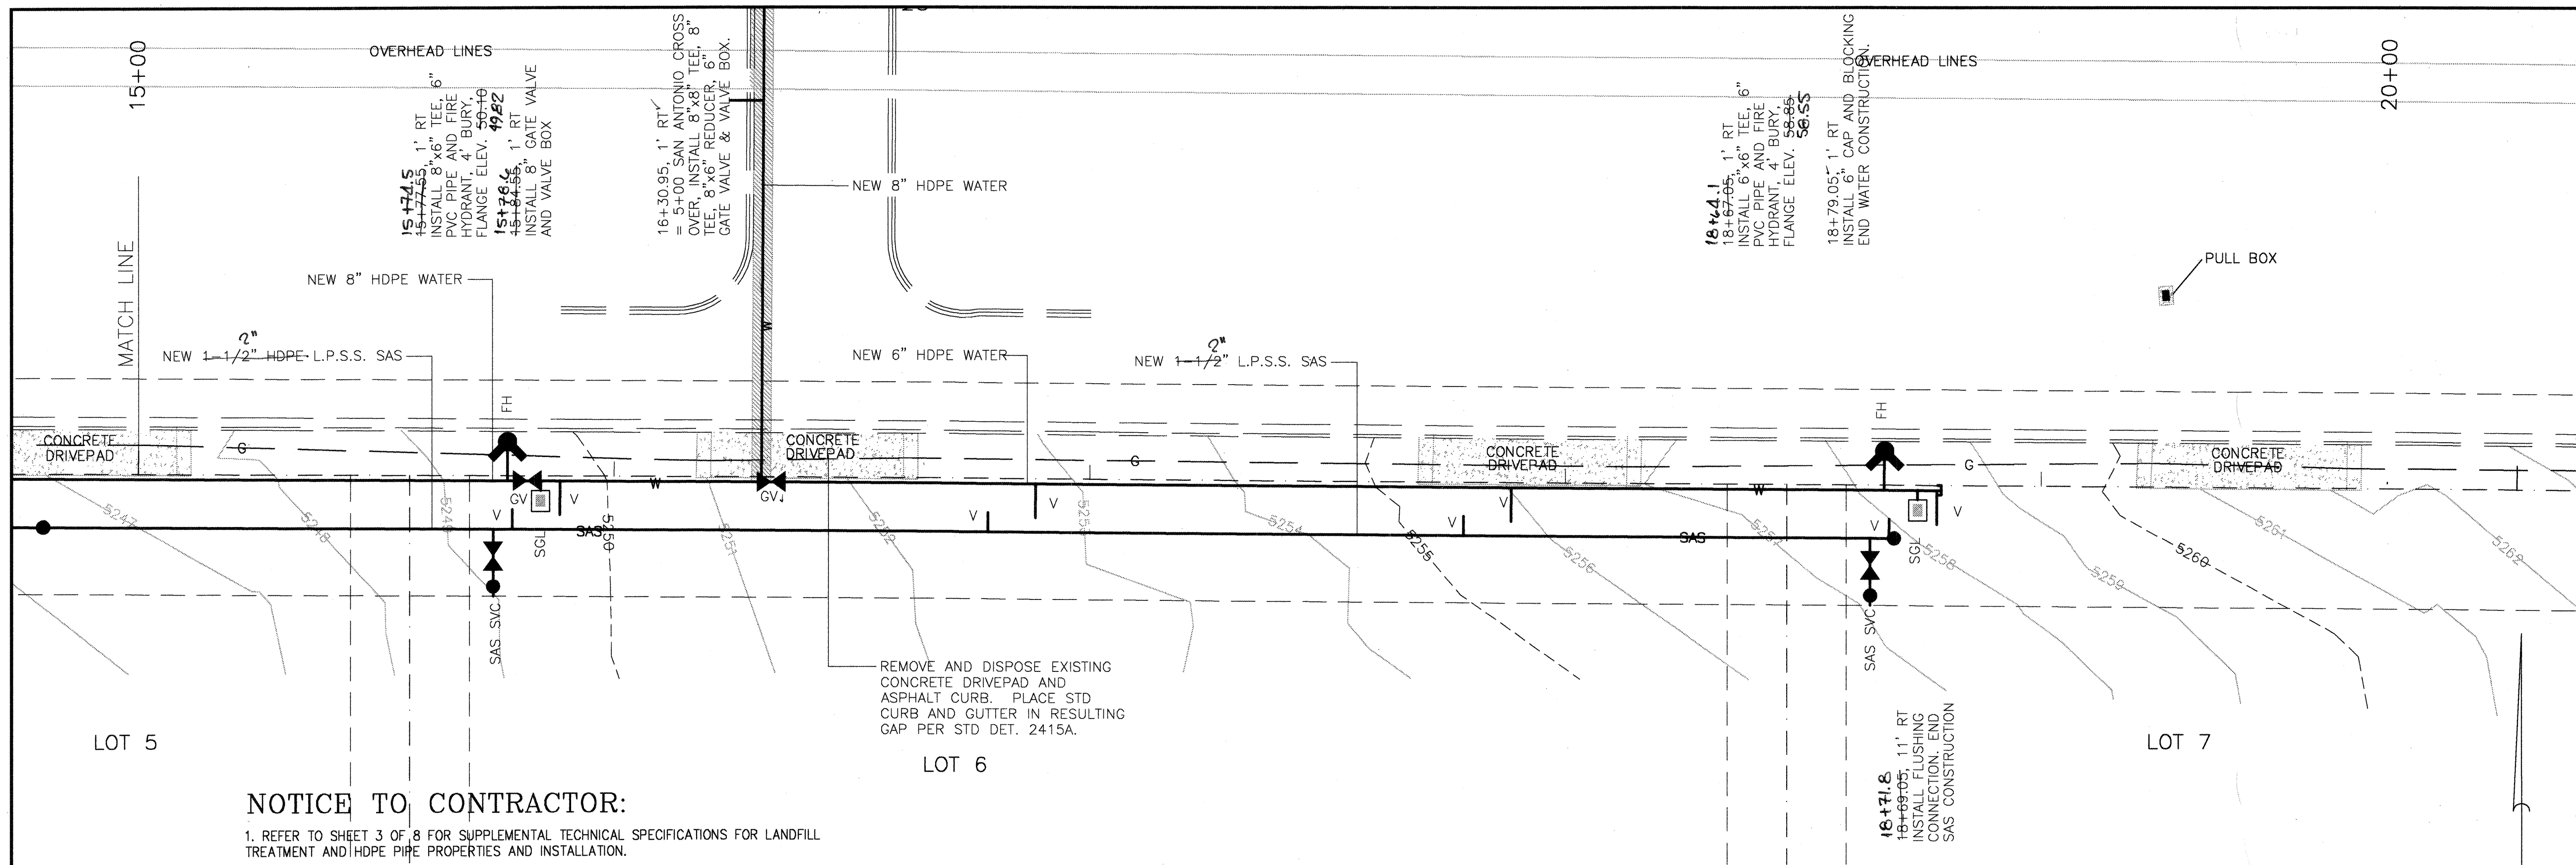 15+00
OVERHEAD LINES
15+74.5
15+77.55, 1' RT
INSTALL 8"x6" TEE, 6"
PVC PIPE AND FIRE
HYDRANT, 4' BURY,
FLANGE ELEV. 50.10
49.82
15+78.6
15+84.55, 1' RT
INSTALL 8" GATE VALVE
AND VALVE BOX
16+30.95, 1' RT
= 5+00 SAN ANTONIO CROSS
OVER, INSTALL 8"x8" TEE, 8"
TEE, 8"x6" REDUCER, 6"
GATE VALVE & VALVE BOX.
NEW 8" HDPE WATER
18+64.1
18+67.05, 1' RT
INSTALL 6"x6" TEE, 6"
PVC PIPE AND FIRE
HYDRANT, 4' BURY,
FLANGE ELEV. 58.85
58.55
18+79.05, 1' RT
INSTALL 6" CAP AND BLOCKING
END WATER CONSTRUCTION.
OVERHEAD LINES
20+00
PULL BOX
MATCH LINE
NEW 8" HDPE WATER
2"
NEW 1-1/2" HDPE L.P.S.S. SAS
NEW 6" HDPE WATER
2"
NEW 1-1/2" L.P.S.S. SAS
W
FH
FH
CONCRETE
DRIVEPAD
G
CONCRETE
DRIVEPAD
G
CONCRETE
DRIVEPAD
G
CONCRETE
DRIVEPAD
W
W
GV
V
GV
V
V
V
V
V
V
V
SAS
SAS
SGL
SGL
5247
5248
5249
5250
5251
5252
5253
5254
5255
5256
5257
5258
5259
5260
5261
5262
SAS SVC
SAS SVC
REMOVE AND DISPOSE EXISTING
CONCRETE DRIVEPAD AND
ASPHALT CURB. PLACE STD
CURB AND GUTTER IN RESULTING
GAP PER STD DET. 2415A.
18+71.8
18+69.05, 11' RT
INSTALL FLUSHING
CONNECTION. END
SAS CONSTRUCTION
LOT 5
LOT 6
LOT 7
NOTICE TO CONTRACTOR:
1. REFER TO SHEET 3 OF 8 FOR SUPPLEMENTAL TECHNICAL SPECIFICATIONS FOR LANDFILL
TREATMENT AND HDPE PIPE PROPERTIES AND INSTALLATION.